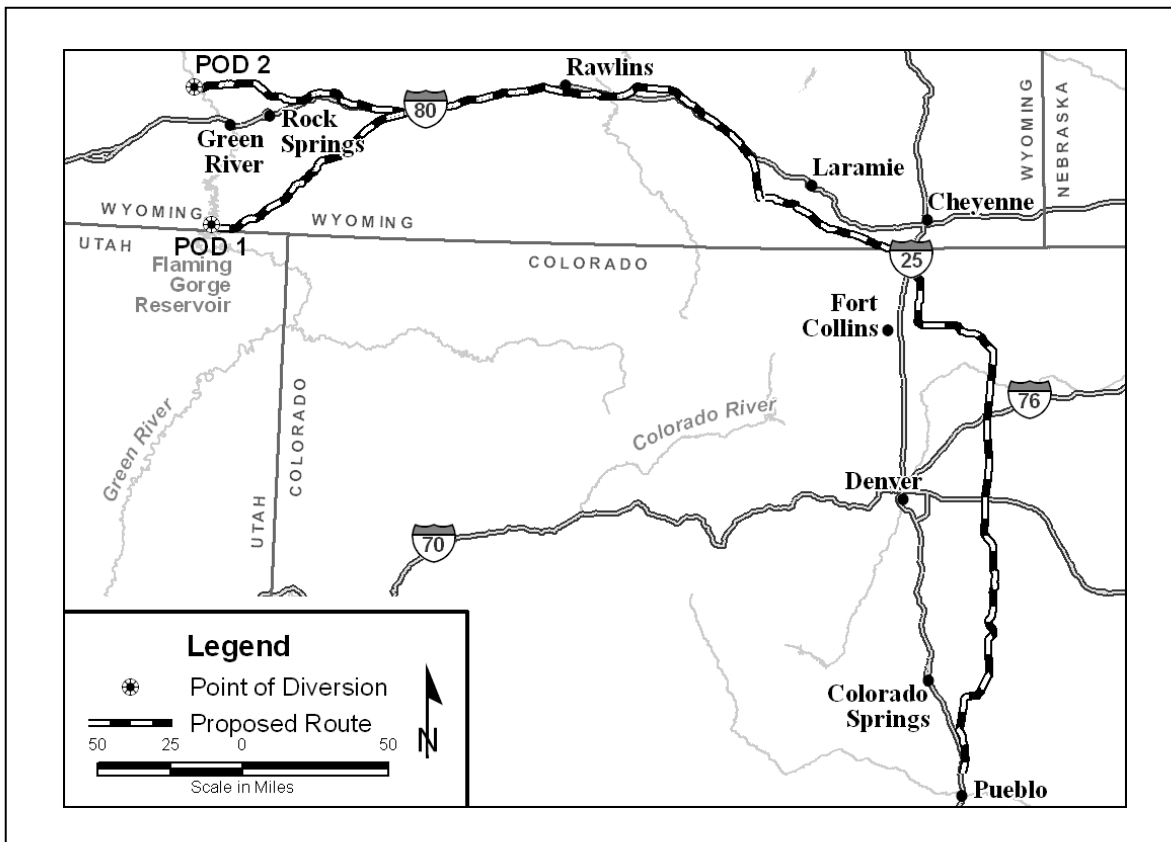 POD 2
Rawlins
80
Rock
Springs
Green
River
WYOMING
NEBRASKA
Laramie
Cheyenne
WYOMING
WYOMING
UTAH
POD 1
COLORADO
Flaming
Gorge
Reservoir
25
Fort
Collins
76
Green River
UTAH
COLORADO
Colorado River
Denver
70
Legend
Point of Diversion
Proposed Route
50 25 0 50
Scale in Miles
N
Colorado
Springs
Pueblo